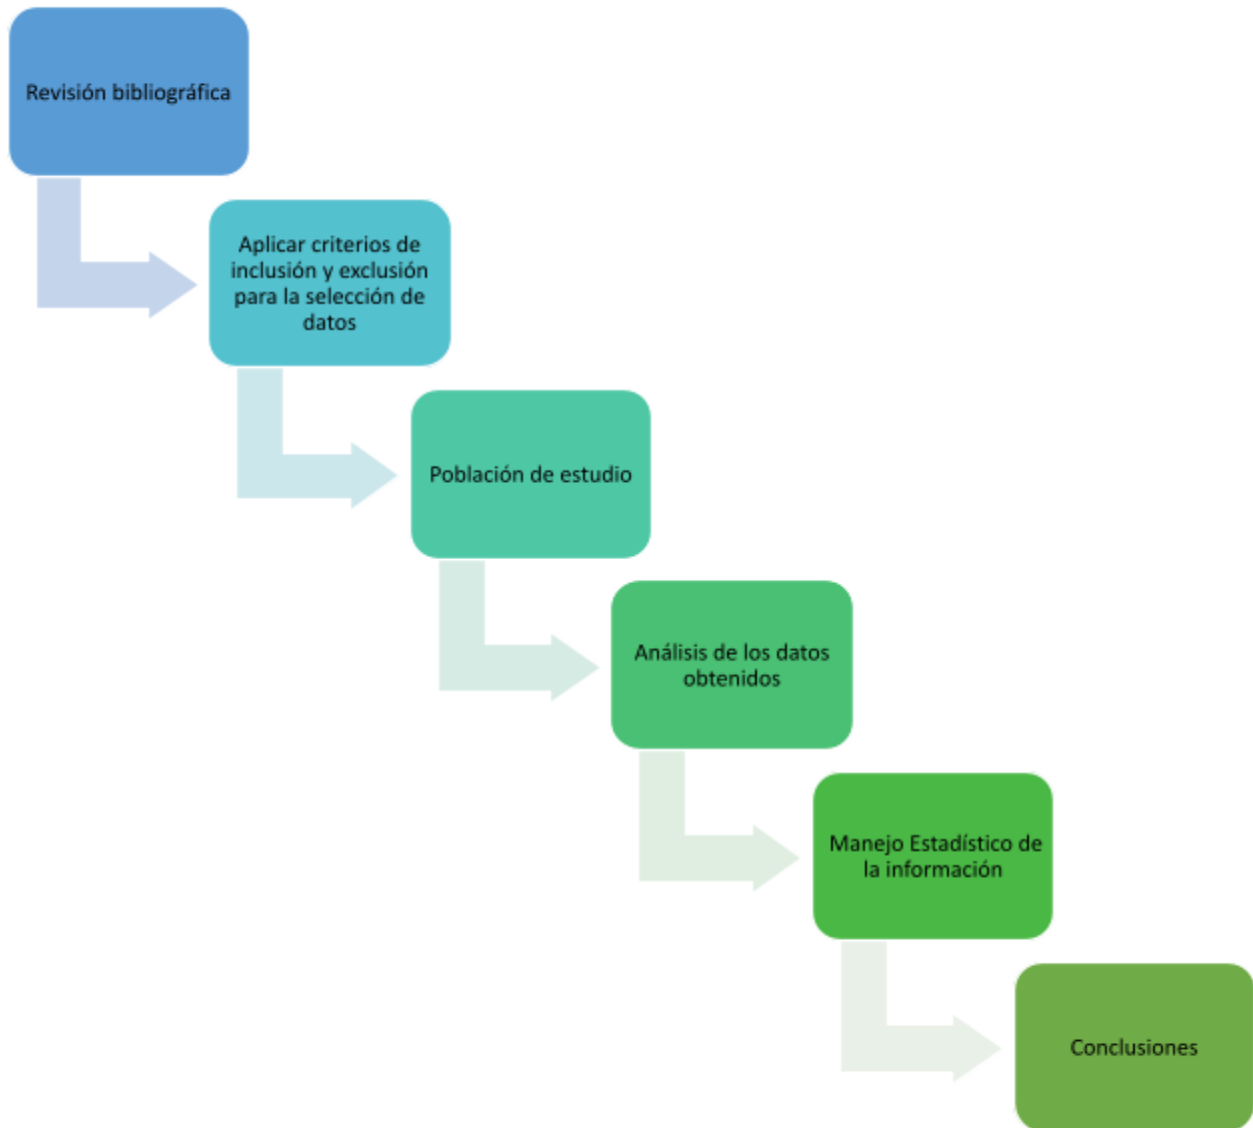 Revisión bibliográfica
Aplicar criterios de
inclusión y exclusión
para la selección de
datos
Población de estudio
Análisis de los datos
obtenidos
Manejo Estadístico de
la información
Conclusiones